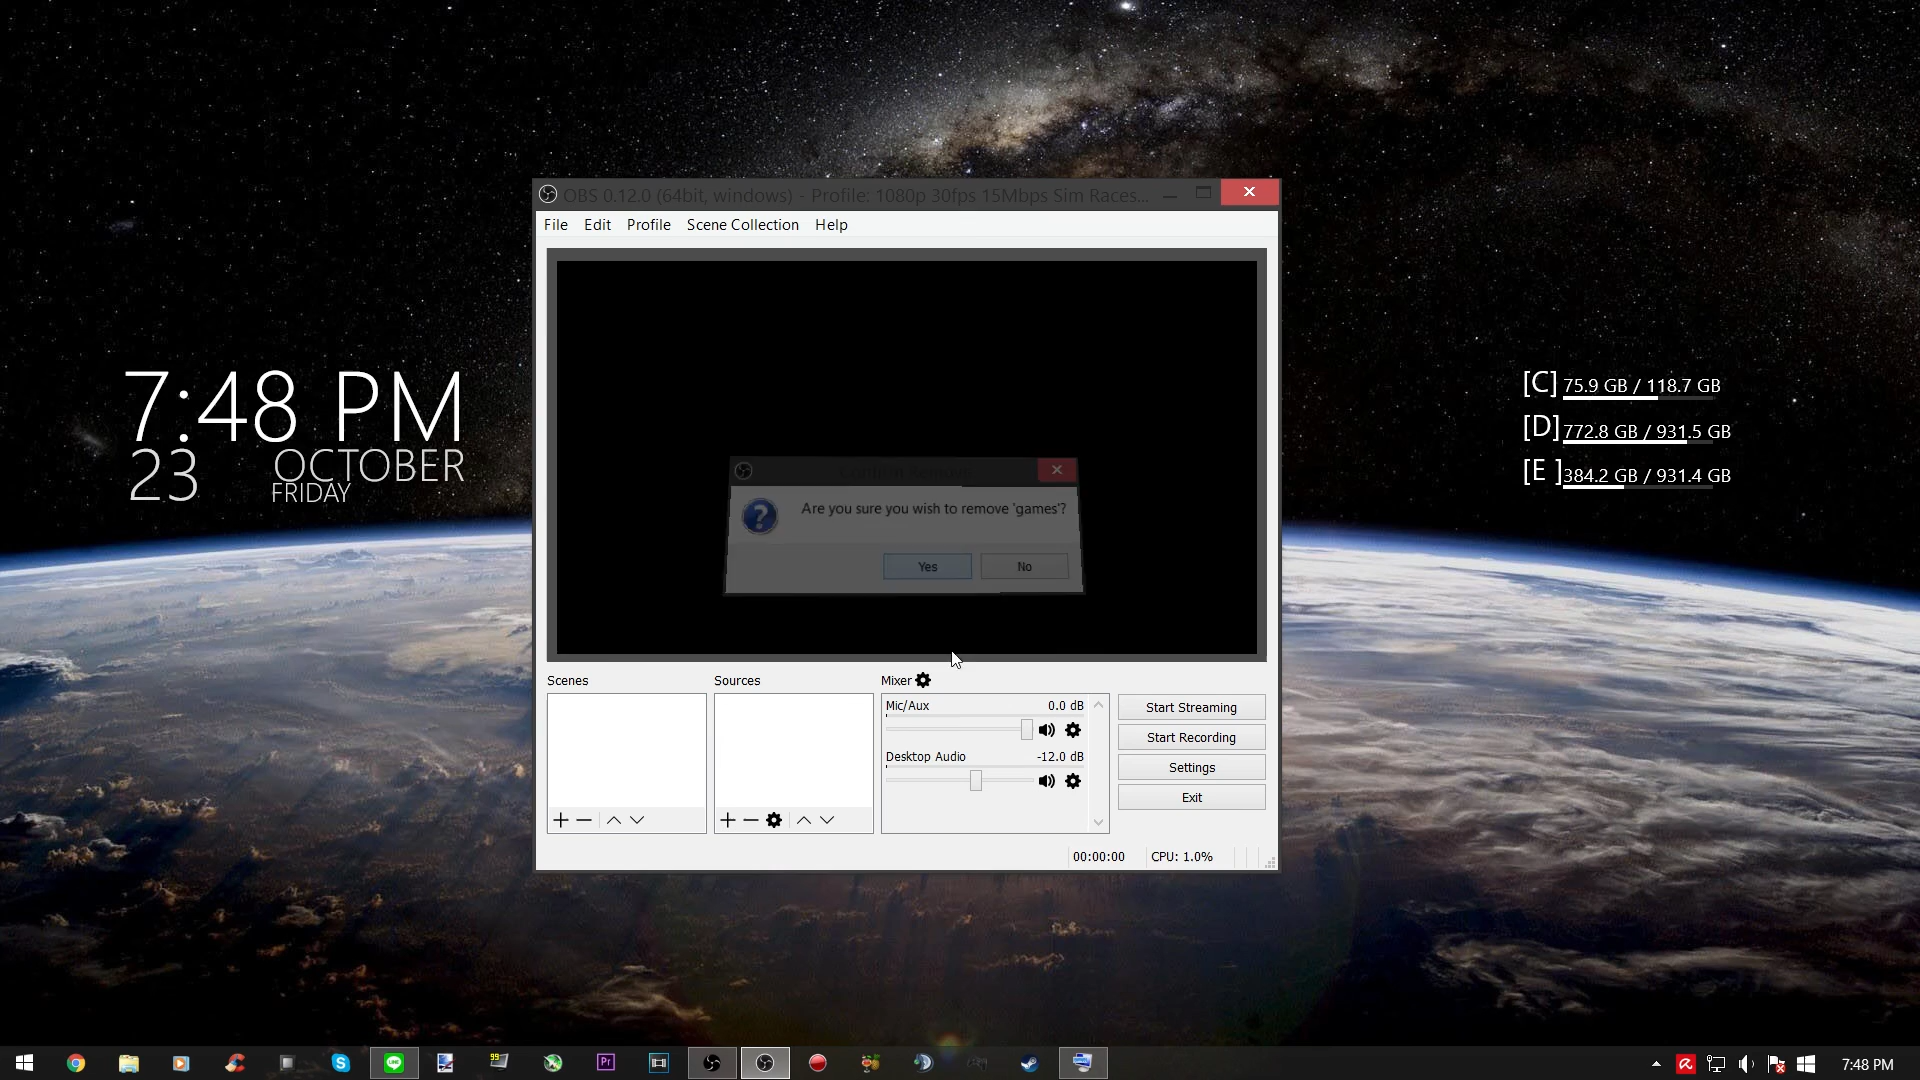 OBS 0.12.0 (64bit, windows) - Profile: 1080p 30fps 15Mbps Sim Races...
File Edit Profile Scene Collection Help
7:48 PM
23 OCTOBER
FRIDAY
[C] 75.9 GB / 118.7 GB
[D] 772.8 GB / 931.5 GB
[E ] 384.2 GB / 931.4 GB
Are you sure you wish to remove 'games'?
Yes No
Scenes Sources Mixer
Mic/Aux 0.0 dB
Desktop Audio -12.0 dB
Start Streaming
Start Recording
Settings
Exit
00:00:00 CPU: 1.0%
LINE 99 Pr
7:48 PM